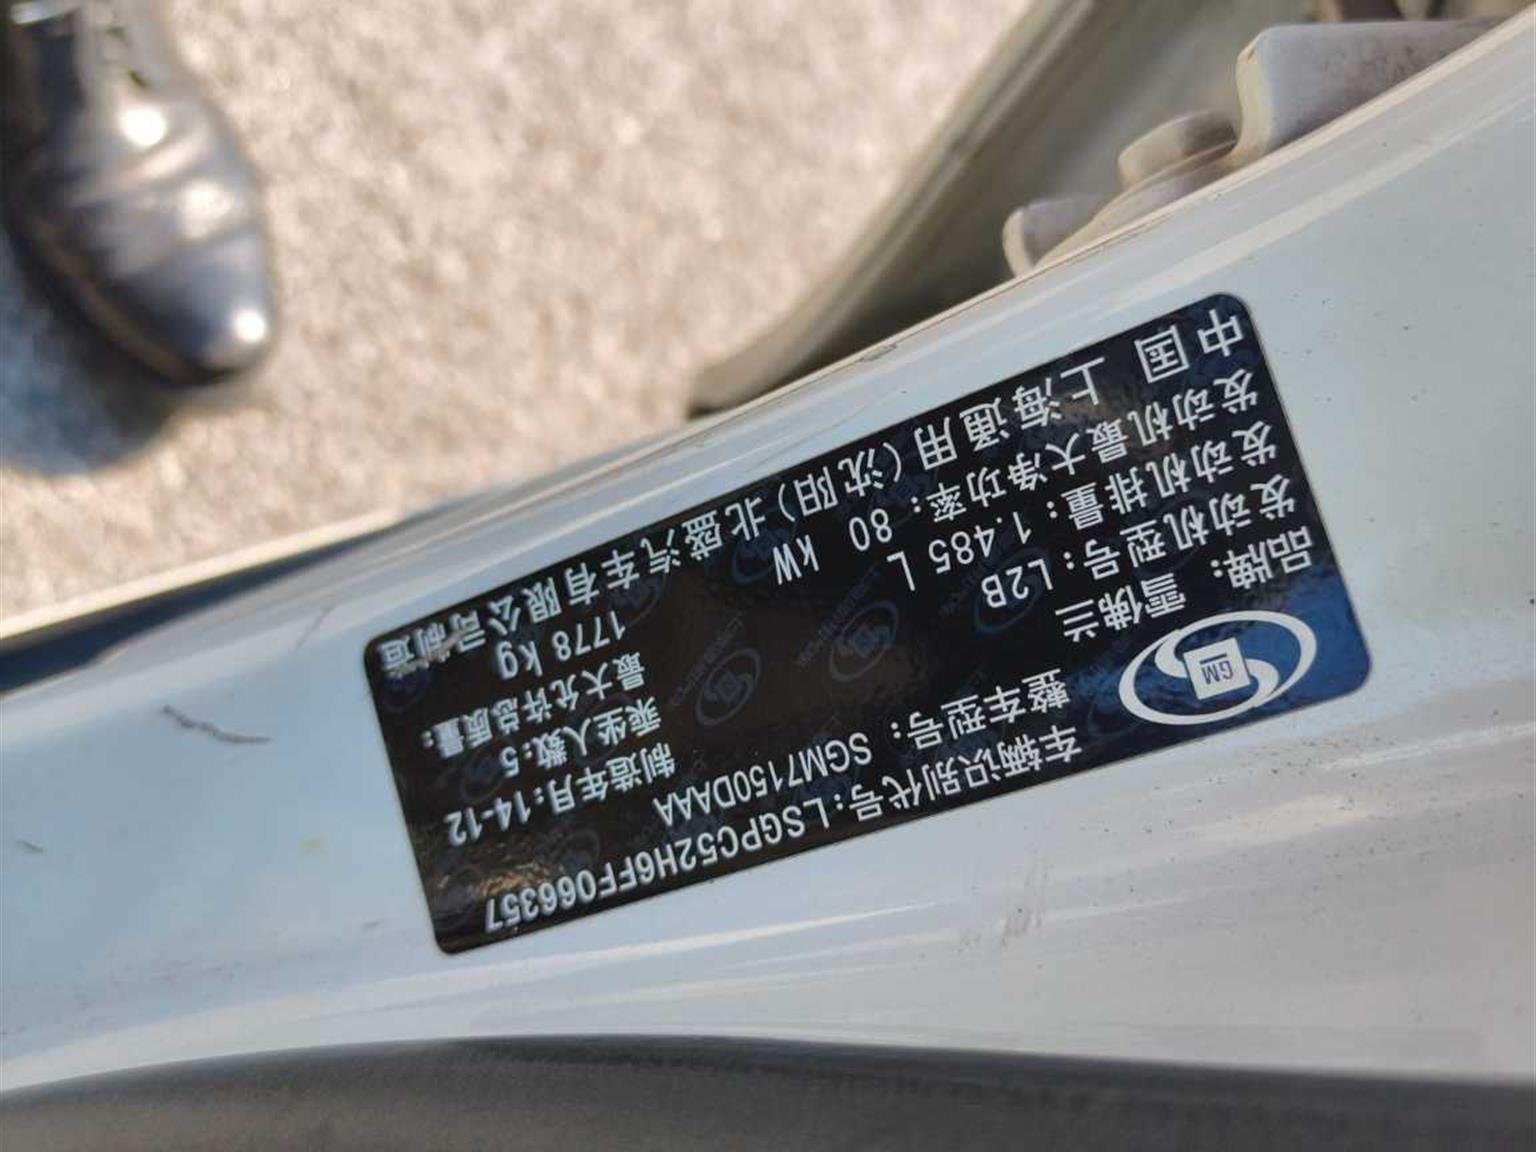 GM
车辆识别代号:LSGPC52H6FF066357
整车型号: SGM7150DAAA
制造年月:14-12
品牌: 雪佛兰
乘坐人数:5
发动机型号:L2B
最大允许总质量:
发动机排量: 1.485 L
1778 kg
发动机最大净功率: 80 kW
中 国 上海通用(沈阳)北盛汽车有限公司制造